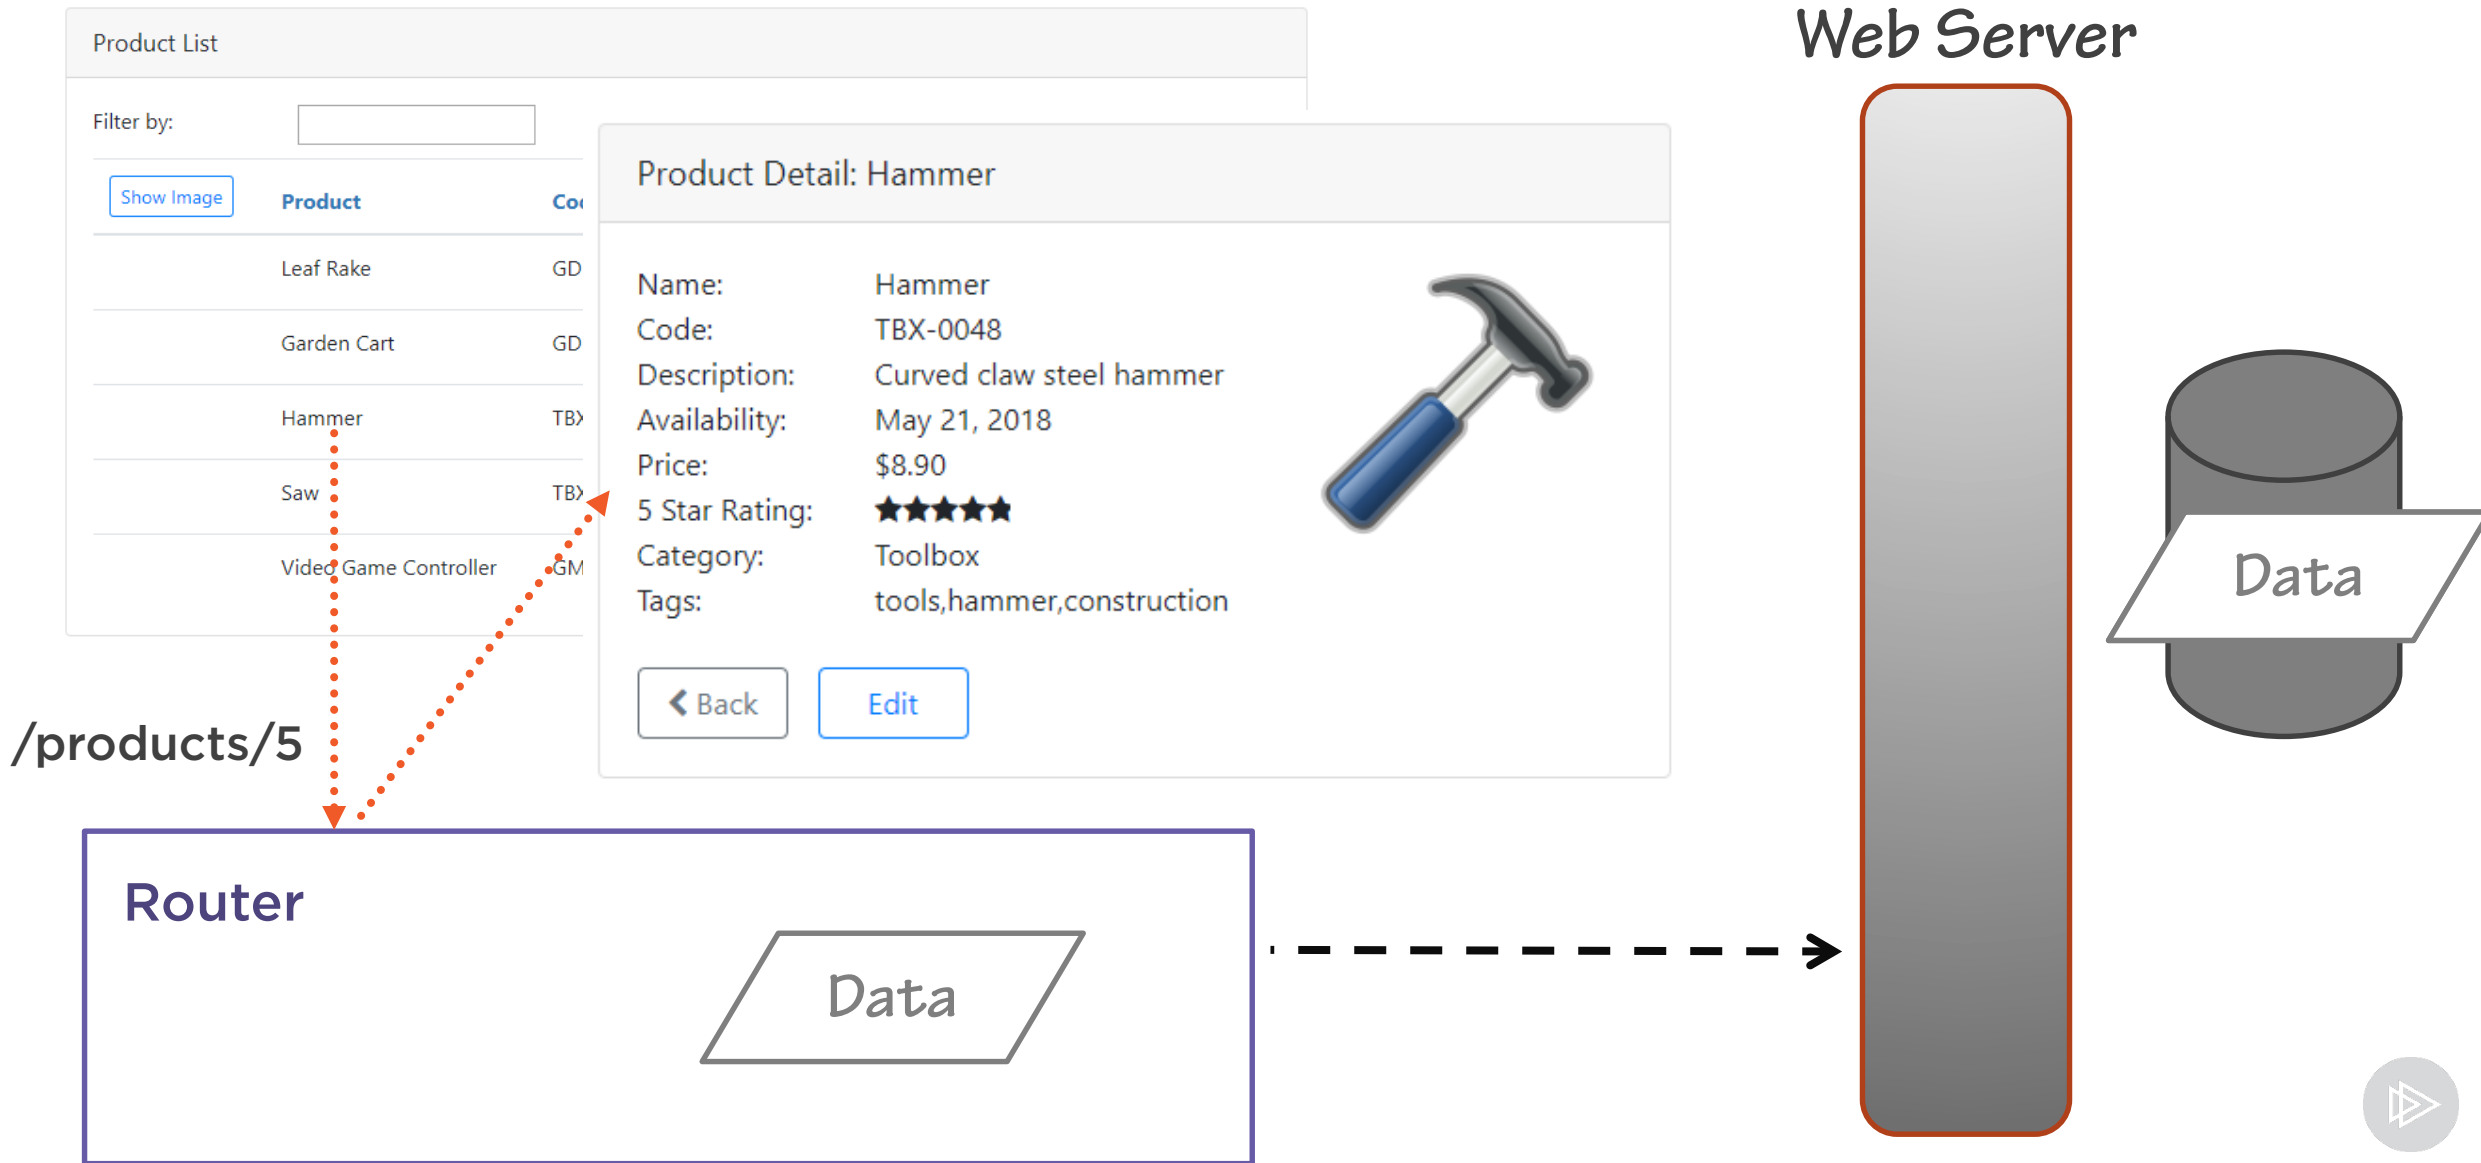 Product List
Filter by:
Show Image Product
Leaf Rake GD
Garden Cart GD
Hammer TBX
Saw TBX
Video Game Controller GM
Product Detail: Hammer
Name: Hammer
Code: TBX-0048
Description: Curved claw steel hammer
Availability: May 21, 2018
Price: $8.90
5 Star Rating:
Category: Toolbox
Tags: tools,hammer,construction
Back Edit
/products/5
Router
Data
Web Server
Data